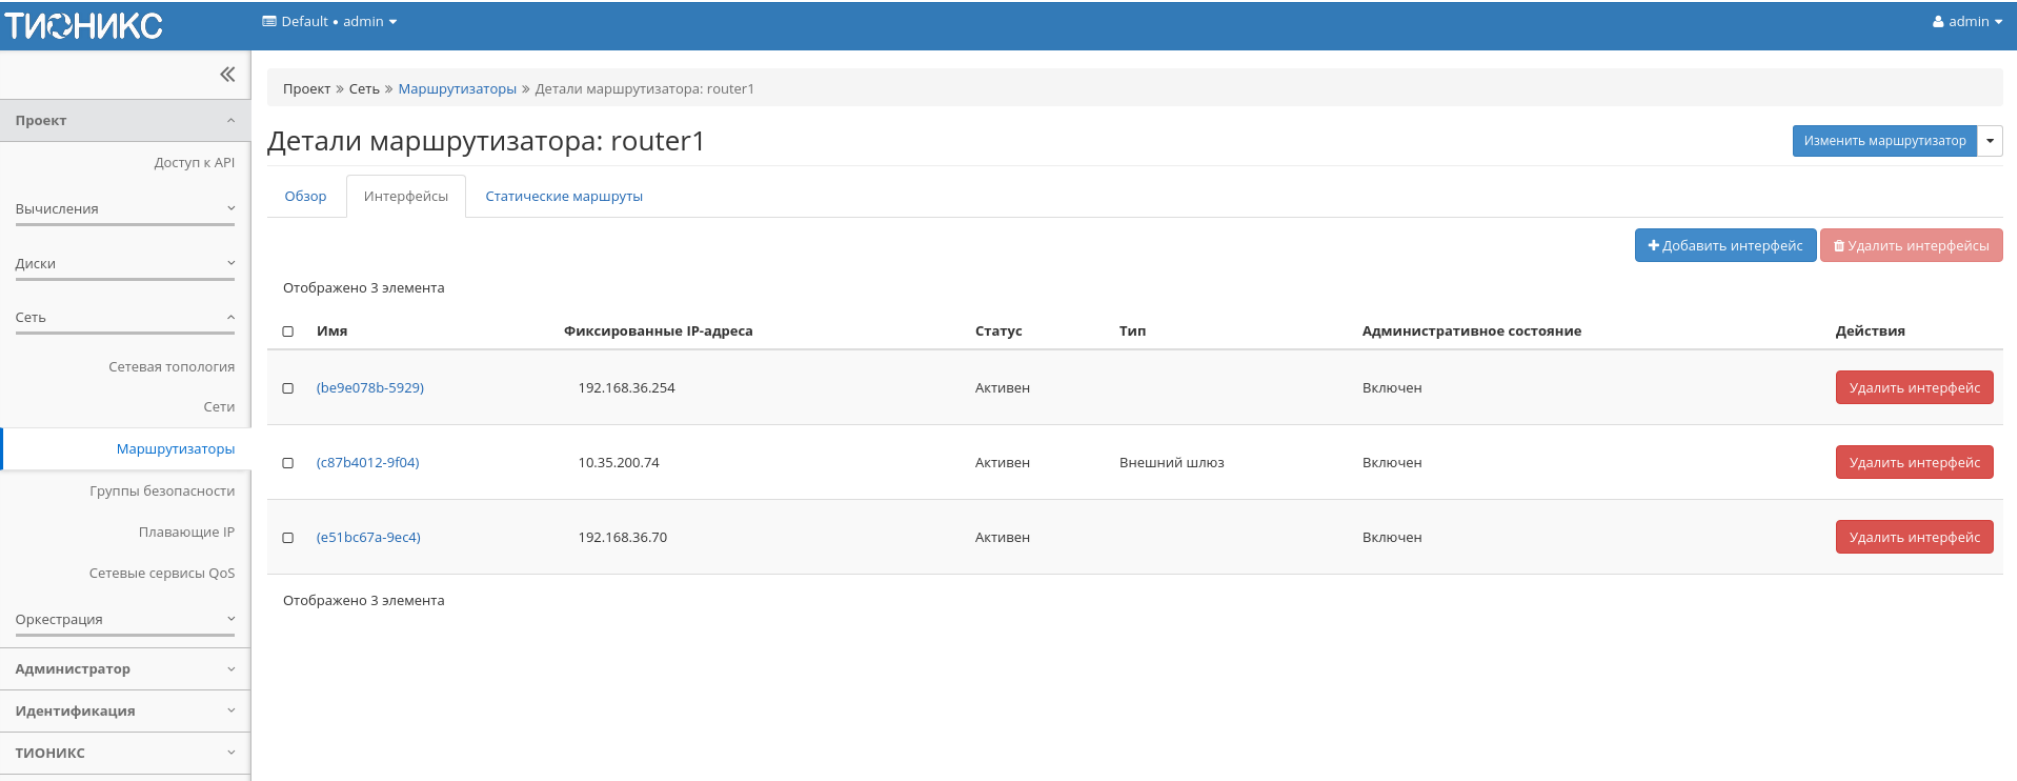 ТИОНИКС
Default • admin
admin
Проект
Доступ к API
Вычисления
Диски
Сеть
Сетевая топология
Сети
Маршрутизаторы
Группы безопасности
Плавающие IP
Сетевые сервисы QoS
Оркестрация
Администратор
Идентификация
ТИОНИКС
Проект » Сеть » Маршрутизаторы » Детали маршрутизатора: router1
Детали маршрутизатора: router1
Изменить маршрутизатор
Обзор Интерфейсы Статические маршруты
Добавить интерфейс Удалить интерфейсы
Отображено 3 элемента
Имя Фиксированные IP-адреса Статус Тип Административное состояние Действия
(be9e078b-5929) 192.168.36.254 Активен Включен Удалить интерфейс
(c87b4012-9f04) 10.35.200.74 Активен Внешний шлюз Включен Удалить интерфейс
(e51bc67a-9ec4) 192.168.36.70 Активен Включен Удалить интерфейс
Отображено 3 элемента